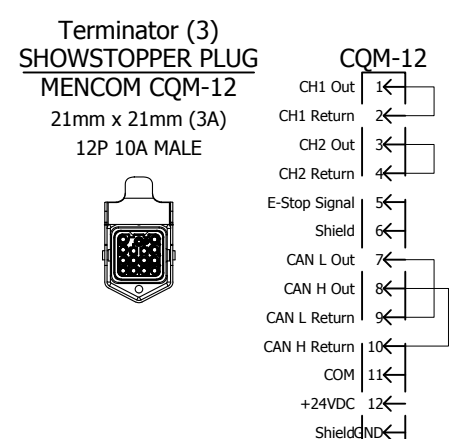 Terminator (3)
SHOWSTOPPER PLUG
MENCOM CQM-12
21mm x 21mm (3A)
12P 10A MALE
CQM-12
CH1 Out 1
CH1 Return 2
CH2 Out 3
CH2 Return 4
E-Stop Signal 5
Shield 6
CAN L Out 7
CAN H Out 8
CAN L Return 9
CAN H Return 10
COM 11
+24VDC 12
Shield GND